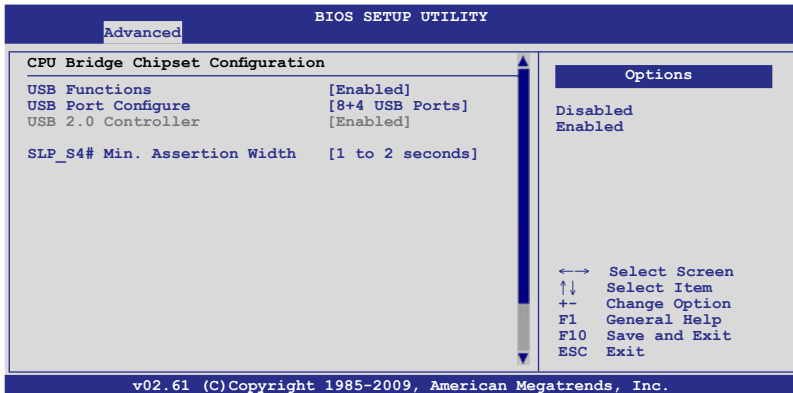 BIOS SETUP UTILITY
Advanced
CPU Bridge Chipset Configuration
USB Functions [Enabled]
USB Port Configure [8+4 USB Ports]
USB 2.0 Controller [Enabled]
SLP_S4# Min. Assertion Width [1 to 2 seconds]
Options
Disabled
Enabled
←→ Select Screen
↑↓ Select Item
+- Change Option
F1 General Help
F10 Save and Exit
ESC Exit
v02.61 (C)Copyright 1985-2009, American Megatrends, Inc.